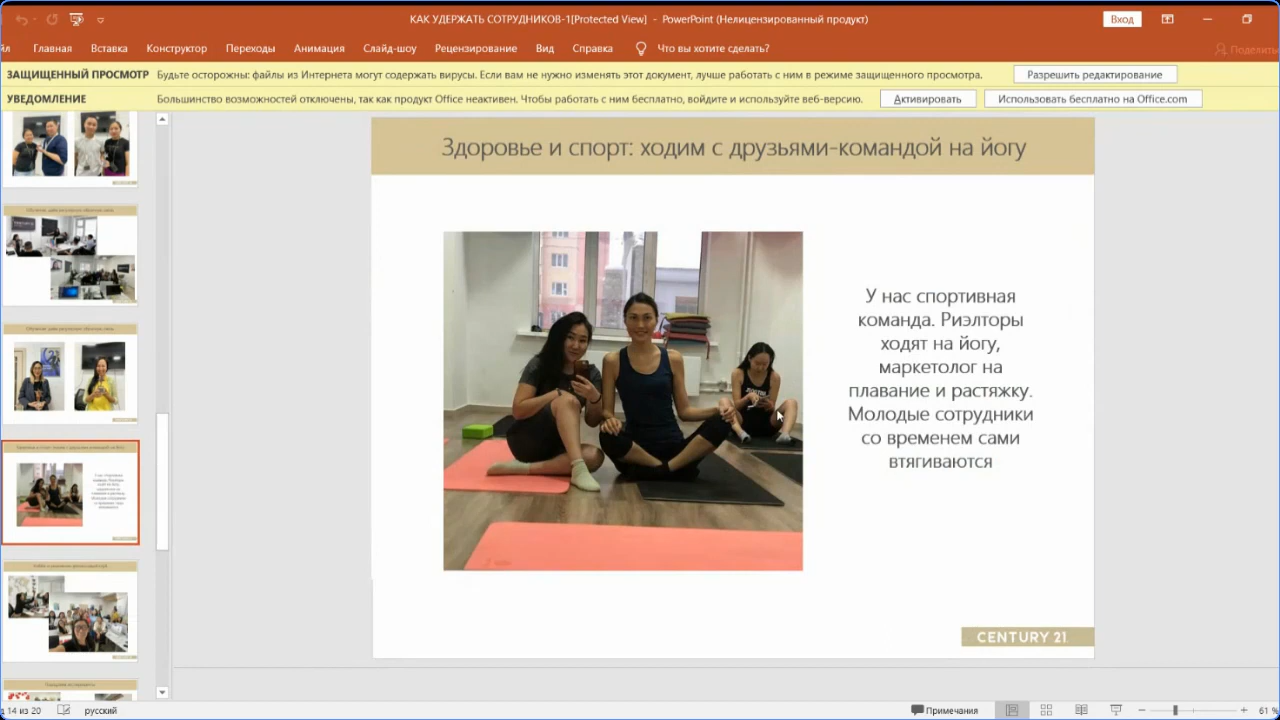 КАК УДЕРЖАТЬ СОТРУДНИКОВ-1[Protected View] - PowerPoint (Нелицензированный продукт)
Вход
Главная Вставка Конструктор Переходы Анимация Слайд-шоу Рецензирование Вид Справка Что вы хотите сделать? Поделиться
ЗАЩИЩЕННЫЙ ПРОСМОТР Будьте осторожны: файлы из Интернета могут содержать вирусы. Если вам не нужно изменять этот документ, лучше работать с ним в режиме защищенного просмотра. Разрешить редактирование
УВЕДОМЛЕНИЕ Большинство возможностей отключены, так как продукт Office неактивен. Чтобы работать с ним бесплатно, войдите и используйте веб-версию. Активировать Использовать бесплатно на Office.com
Здоровье и спорт: ходим с друзьями-командой на йогу
У нас спортивная
команда. Риэлторы
ходят на йогу,
маркетолог на
плавание и растяжку.
Молодые сотрудники
со временем сами
втягиваются
CENTURY 21
14 из 20 русский Примечания 61 %